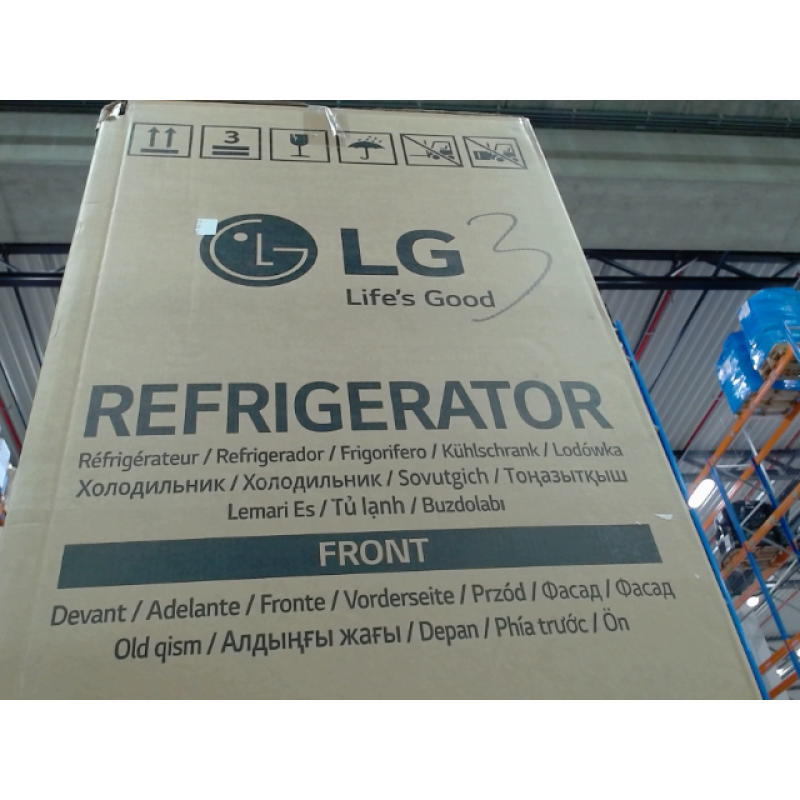 3
LG 3
Life's Good
REFRIGERATOR
Réfrigérateur / Refrigerador / Frigorifero / Kühlschrank / Lodówka
Холодильник / Холодильник / Sovutgich / Тоңазытқыш
Lemari Es / Tủ lạnh / Buzdolabı
FRONT
Devant / Adelante / Fronte / Vorderseite / Przód / Фасад / Фасад
Old qism / Алдыңғы жағы / Depan / Phía trước / Ön